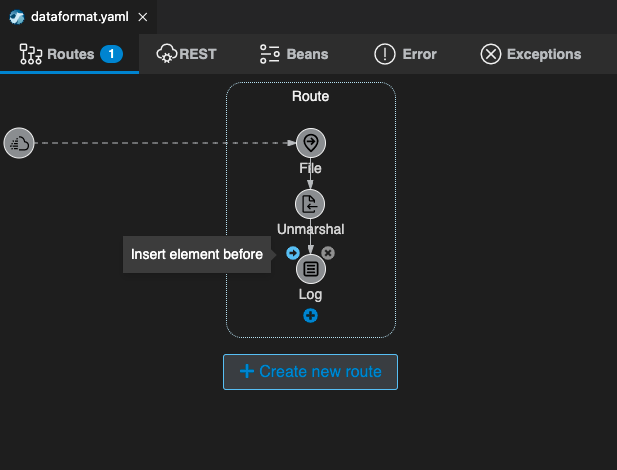 dataformat.yaml
Routes 1 REST Beans Error Exceptions
Route
File
Unmarshal
Insert element before
Log
Create new route